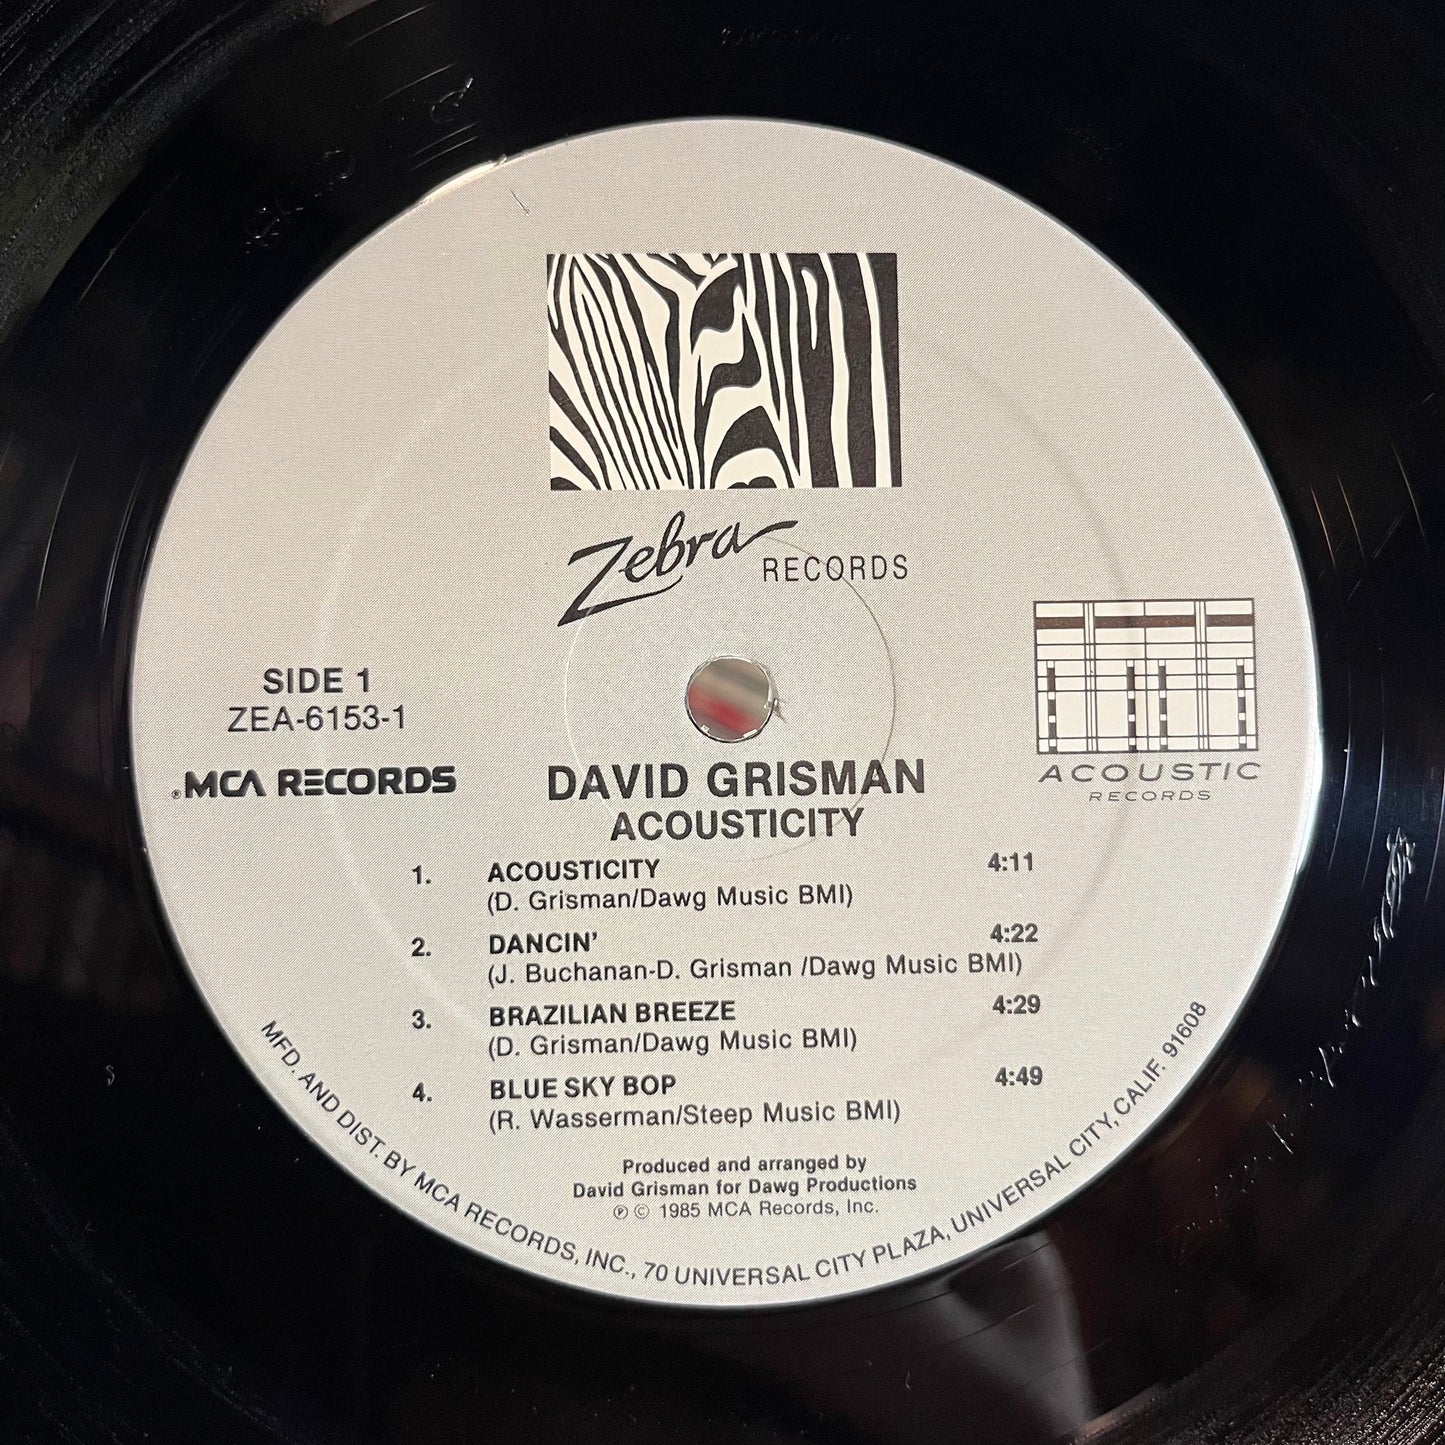 Zebra RECORDS
SIDE 1
ZEA-6153-1
®MCA RECORDS
ACOUSTIC
RECORDS
DAVID GRISMAN
ACOUSTICITY
1. ACOUSTICITY 4:11
(D. Grisman/Dawg Music BMI)
2. DANCIN' 4:22
(J. Buchanan-D. Grisman /Dawg Music BMI)
3. BRAZILIAN BREEZE 4:29
(D. Grisman/Dawg Music BMI)
4. BLUE SKY BOP 4:49
(R. Wasserman/Steep Music BMI)
Produced and arranged by
David Grisman for Dawg Productions
℗ © 1985 MCA Records, Inc.
MFD. AND DIST. BY MCA RECORDS, INC., 70 UNIVERSAL CITY PLAZA, UNIVERSAL CITY, CALIF. 91608